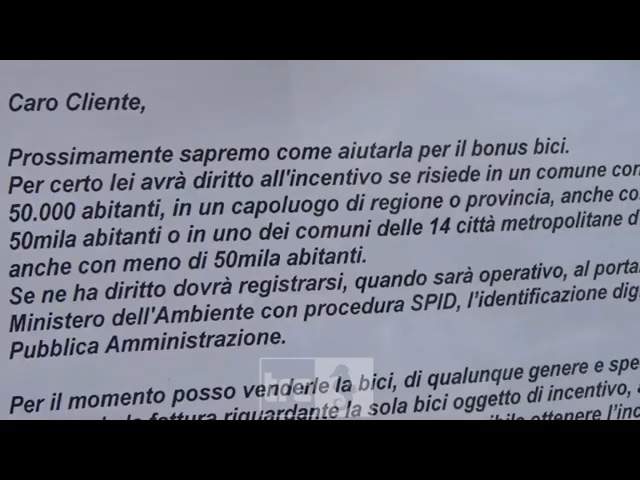 Caro Cliente,
Prossimamente sapremo come aiutarla per il bonus bici.
Per certo lei avrà diritto all'incentivo se risiede in un comune con
50.000 abitanti, in un capoluogo di regione o provincia, anche co
50mila abitanti o in uno dei comuni delle 14 città metropolitane d
anche con meno di 50mila abitanti.
Se ne ha diritto dovrà registrarsi, quando sarà operativo, al porta
Ministero dell'Ambiente con procedura SPID, l'identificazione dig
Pubblica Amministrazione.
Per il momento posso venderle la bici, di qualunque genere e spe
la fattura riguardante la sola bici oggetto di incentivo,
ottenere l'inc